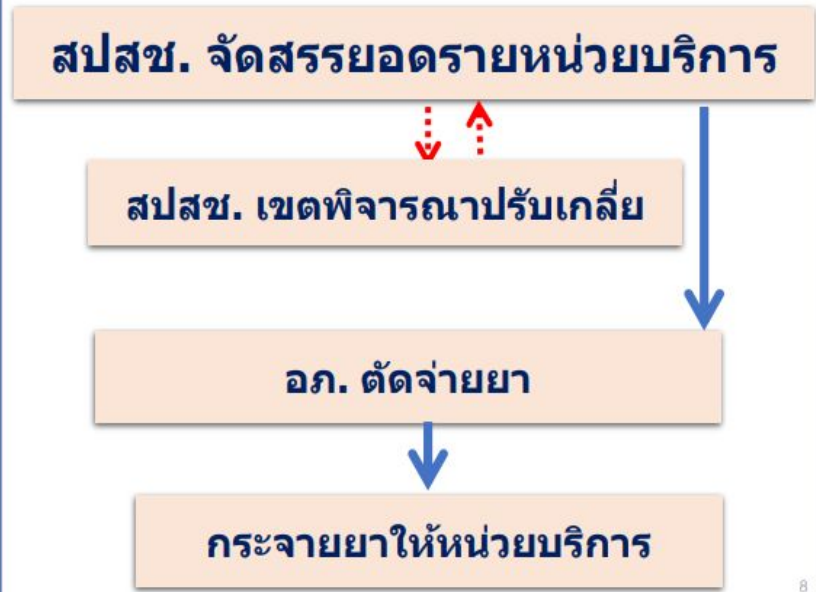 สปสช. จัดสรรยอดรายหน่วยบริการ
สปสช. เขตพิจารณาปรับเกลี่ย
อภ. ตัดจ่ายยา
กระจายยาให้หน่วยบริการ
8